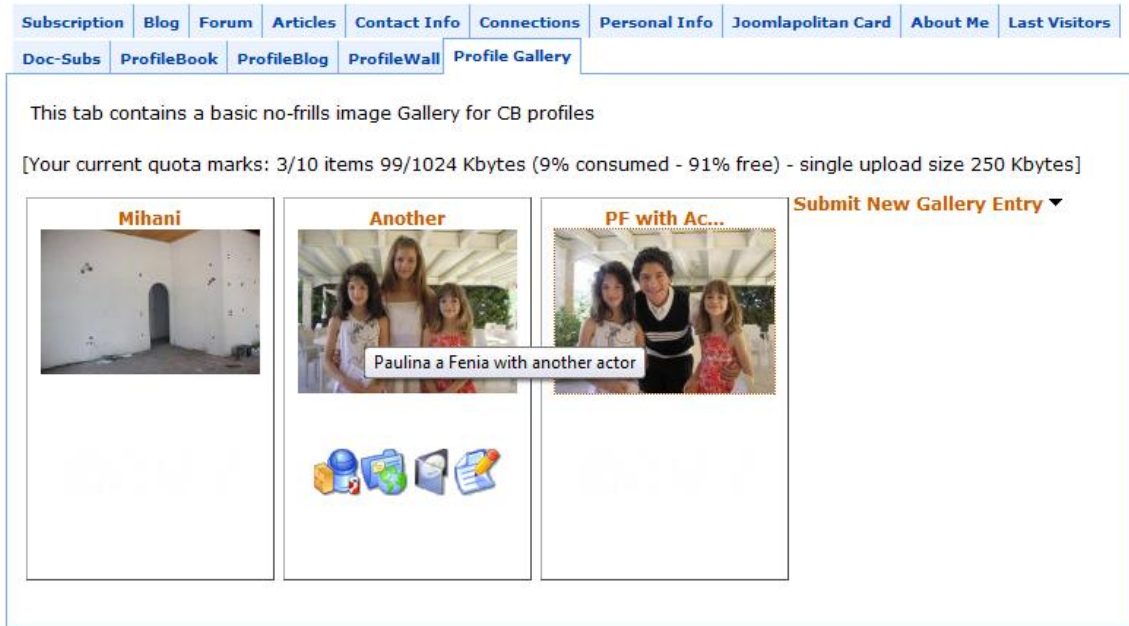 Subscription Blog Forum Articles Contact Info Connections Personal Info Joomlapolitan Card About Me Last Visitors
Doc-Subs ProfileBook ProfileBlog ProfileWall Profile Gallery
This tab contains a basic no-frills image Gallery for CB profiles
[Your current quota marks: 3/10 items 99/1024 Kbytes (9% consumed - 91% free) - single upload size 250 Kbytes]
Mihani Another PF with Ac... Submit New Gallery Entry
Paulina a Fenia with another actor